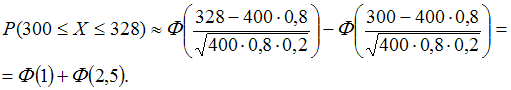 P(300 ≤ X ≤ 328) ≈ Φ((328 − 400 · 0,8)/√(400 · 0,8 · 0,2)) − Φ((300 − 400 · 0,8)/√(400 · 0,8 · 0,2)) =
= Φ(1) + Φ(2,5).